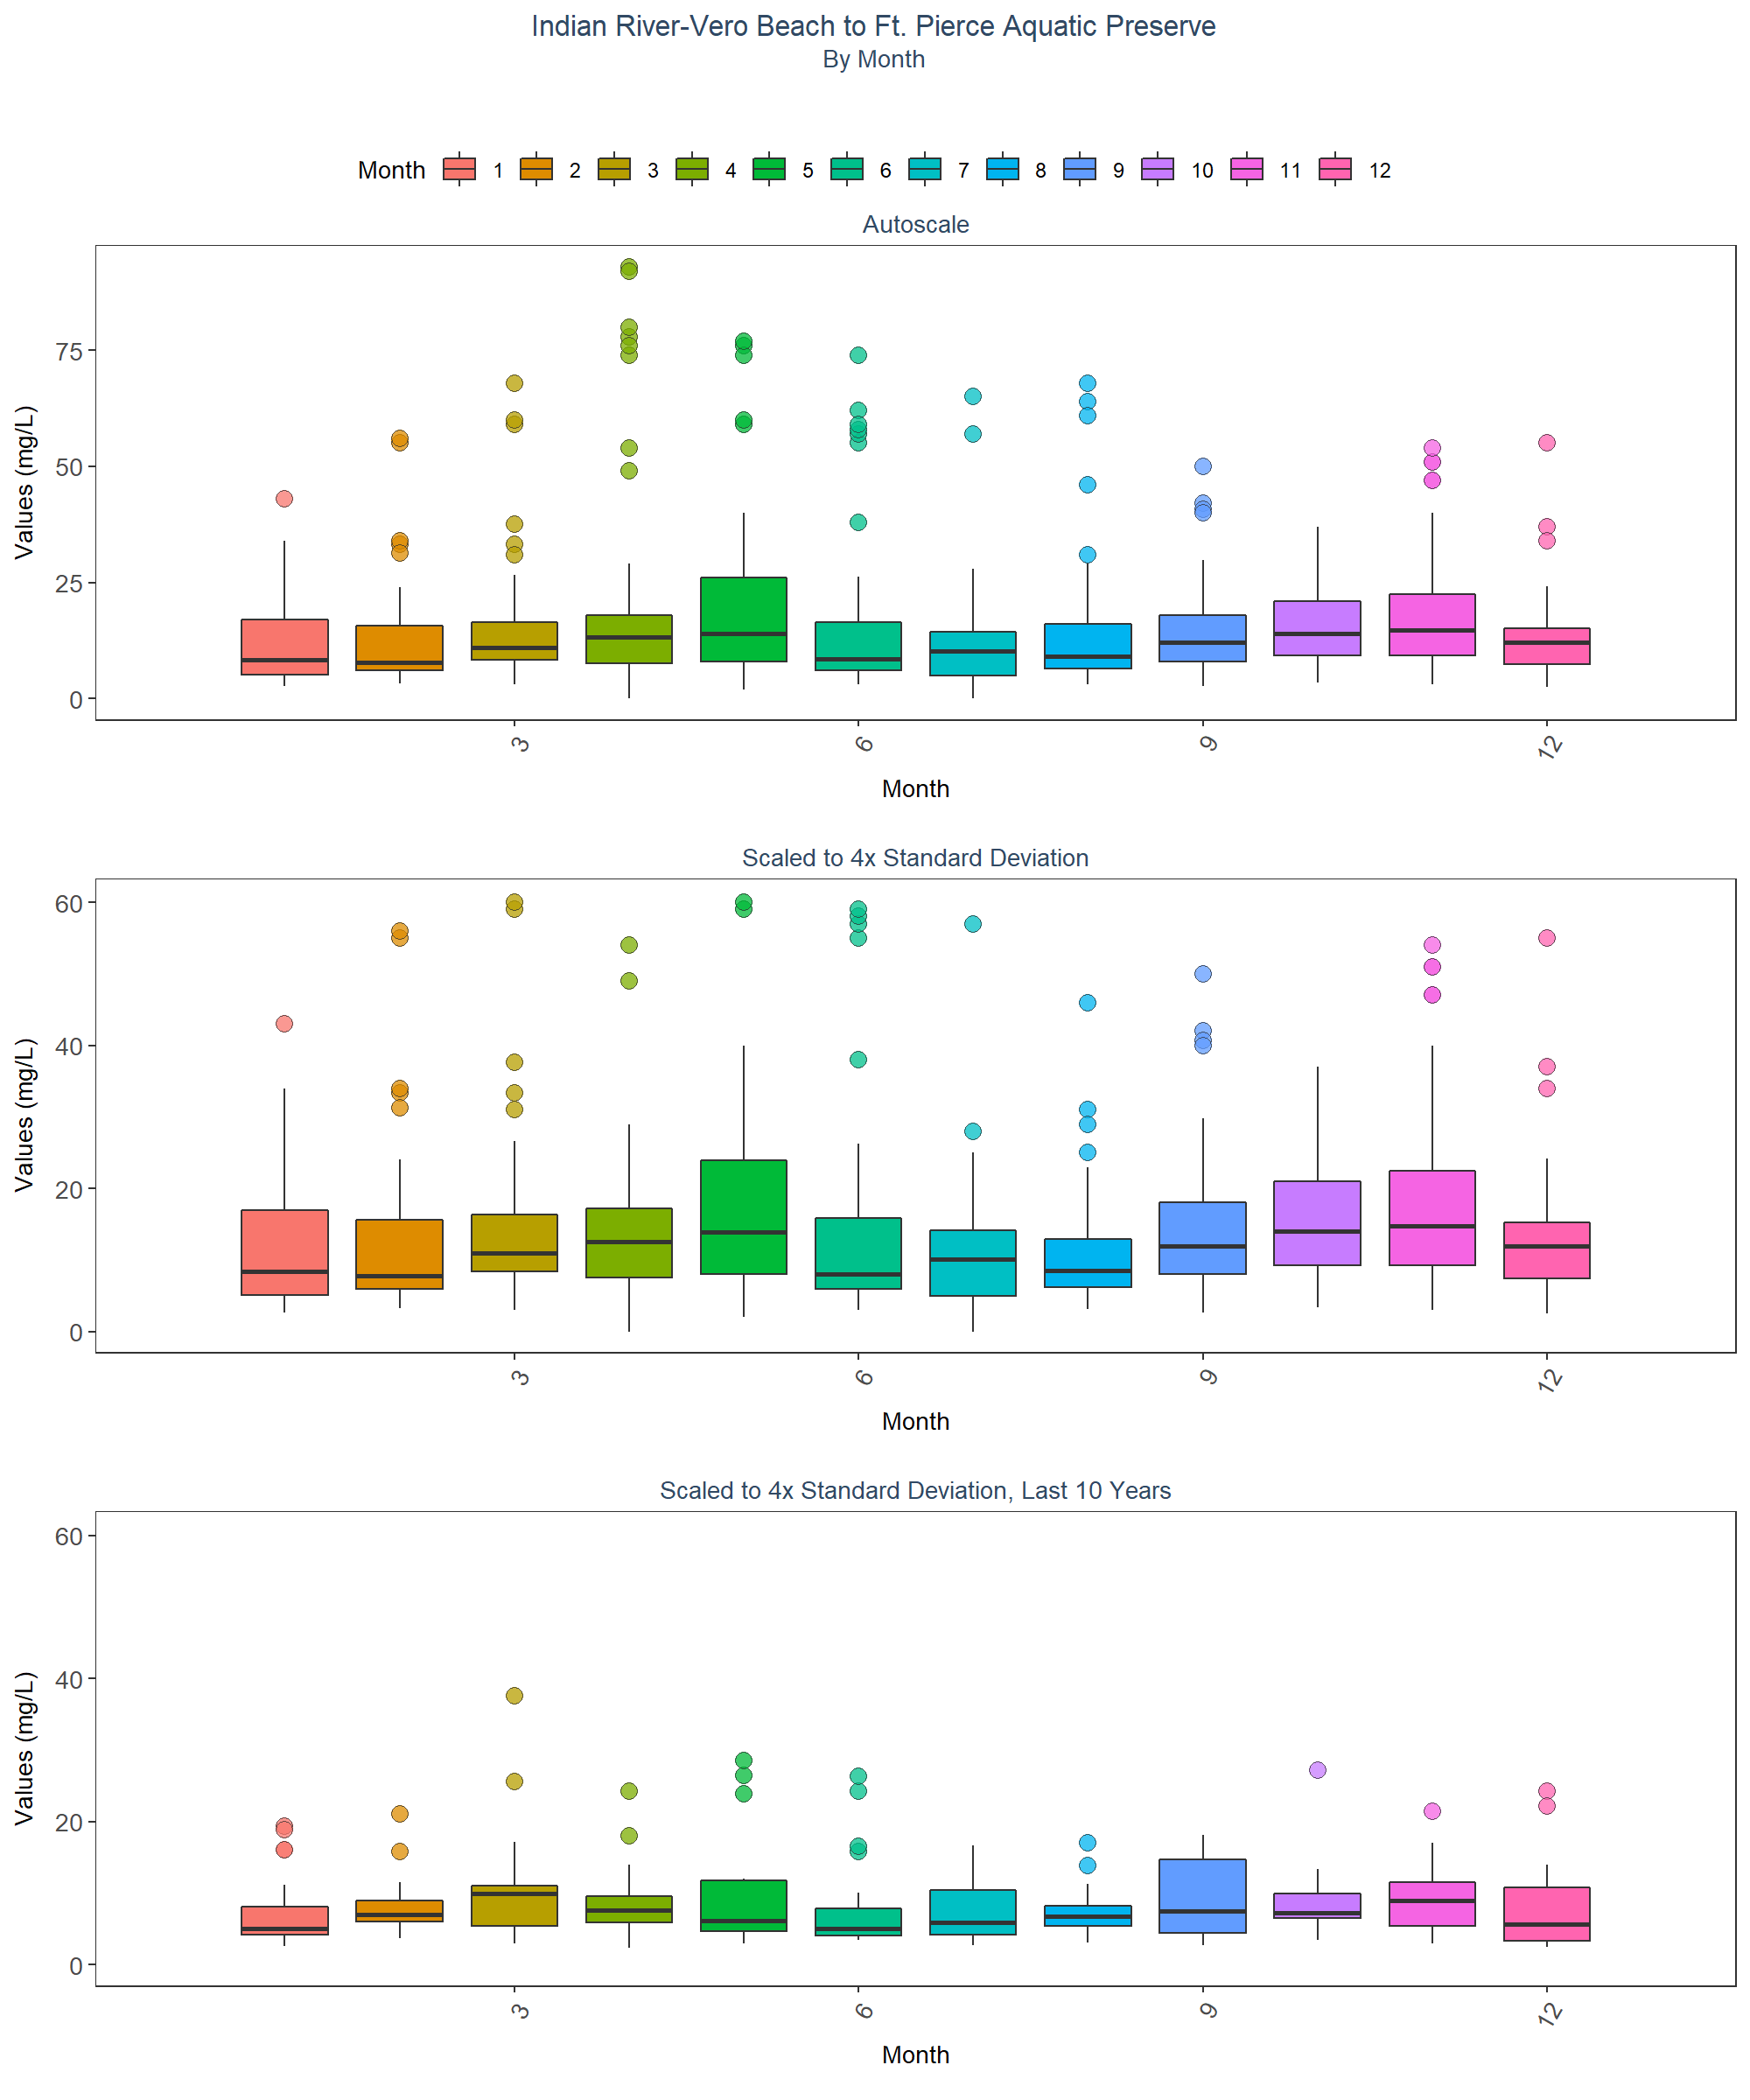 Indian River-Vero Beach to Ft. Pierce Aquatic Preserve
By Month
Month 1 2 3 4 5 6 7 8 9 10 11 12
Autoscale
Values (mg/L)
75
50
25
0
3 6 9 12
Month
Scaled to 4x Standard Deviation
Values (mg/L)
60
40
20
0
3 6 9 12
Month
Scaled to 4x Standard Deviation, Last 10 Years
Values (mg/L)
60
40
20
0
3 6 9 12
Month